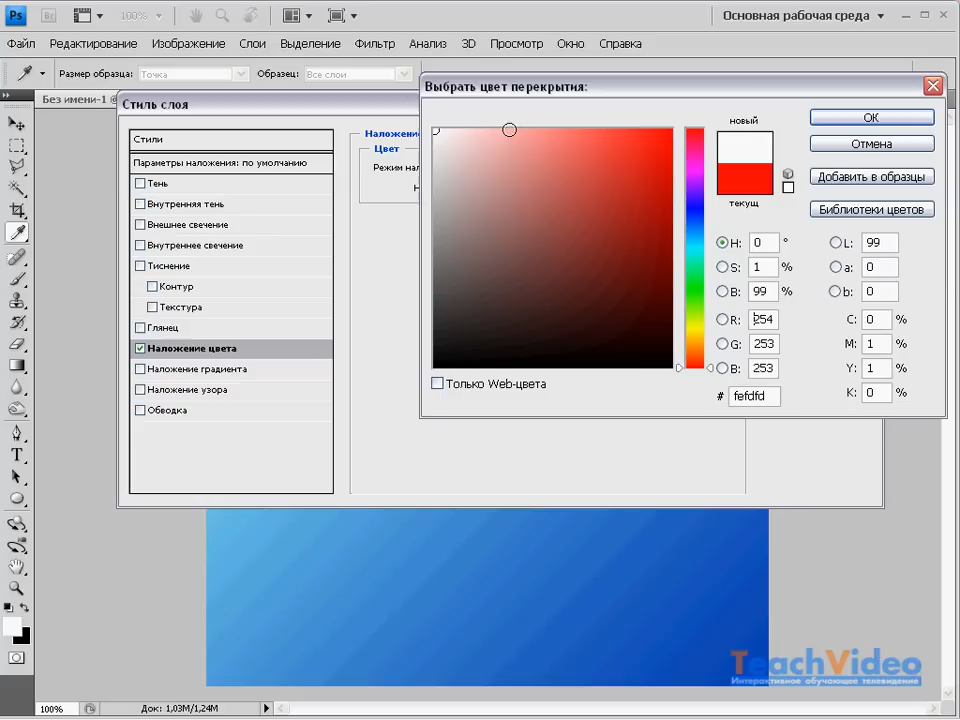 Ps Br 100% Основная рабочая среда
Файл Редактирование Изображение Слои Выделение Фильтр Анализ 3D Просмотр Окно Справка
Размер образца: Точка Образец: Все слои
Без имени-1 @
Стиль слоя
Стили
Параметры наложения: по умолчанию
Тень
Внутренняя тень
Внешнее свечение
Внутреннее свечение
Тиснение
Контур
Текстура
Глянец
Наложение цвета
Наложение градиента
Наложение узора
Обводка
Наложение
Цвет
Режим нал
Н
Выбрать цвет перекрытия:
новый
текущ
ОК
Отмена
Добавить в образцы
Библиотеки цветов
H: 0 ° L: 99
S: 1 % a: 0
B: 99 % b: 0
R: 254 C: 0 %
G: 253 M: 1 %
B: 253 Y: 1 %
# fefdfd K: 0 %
Только Web-цвета
T
TeachVideo
Интерактивное обучающее телевидение
100% Док: 1,03M/1,24M